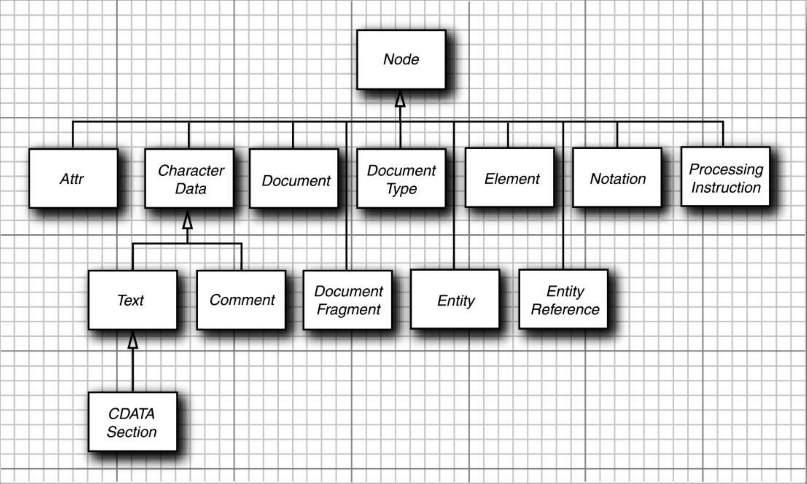 Node
Attr
Character
Data
Document
Document
Type
Element
Notation
Processing
Instruction
Text
Comment
Document
Fragment
Entity
Entity
Reference
CDATA
Section